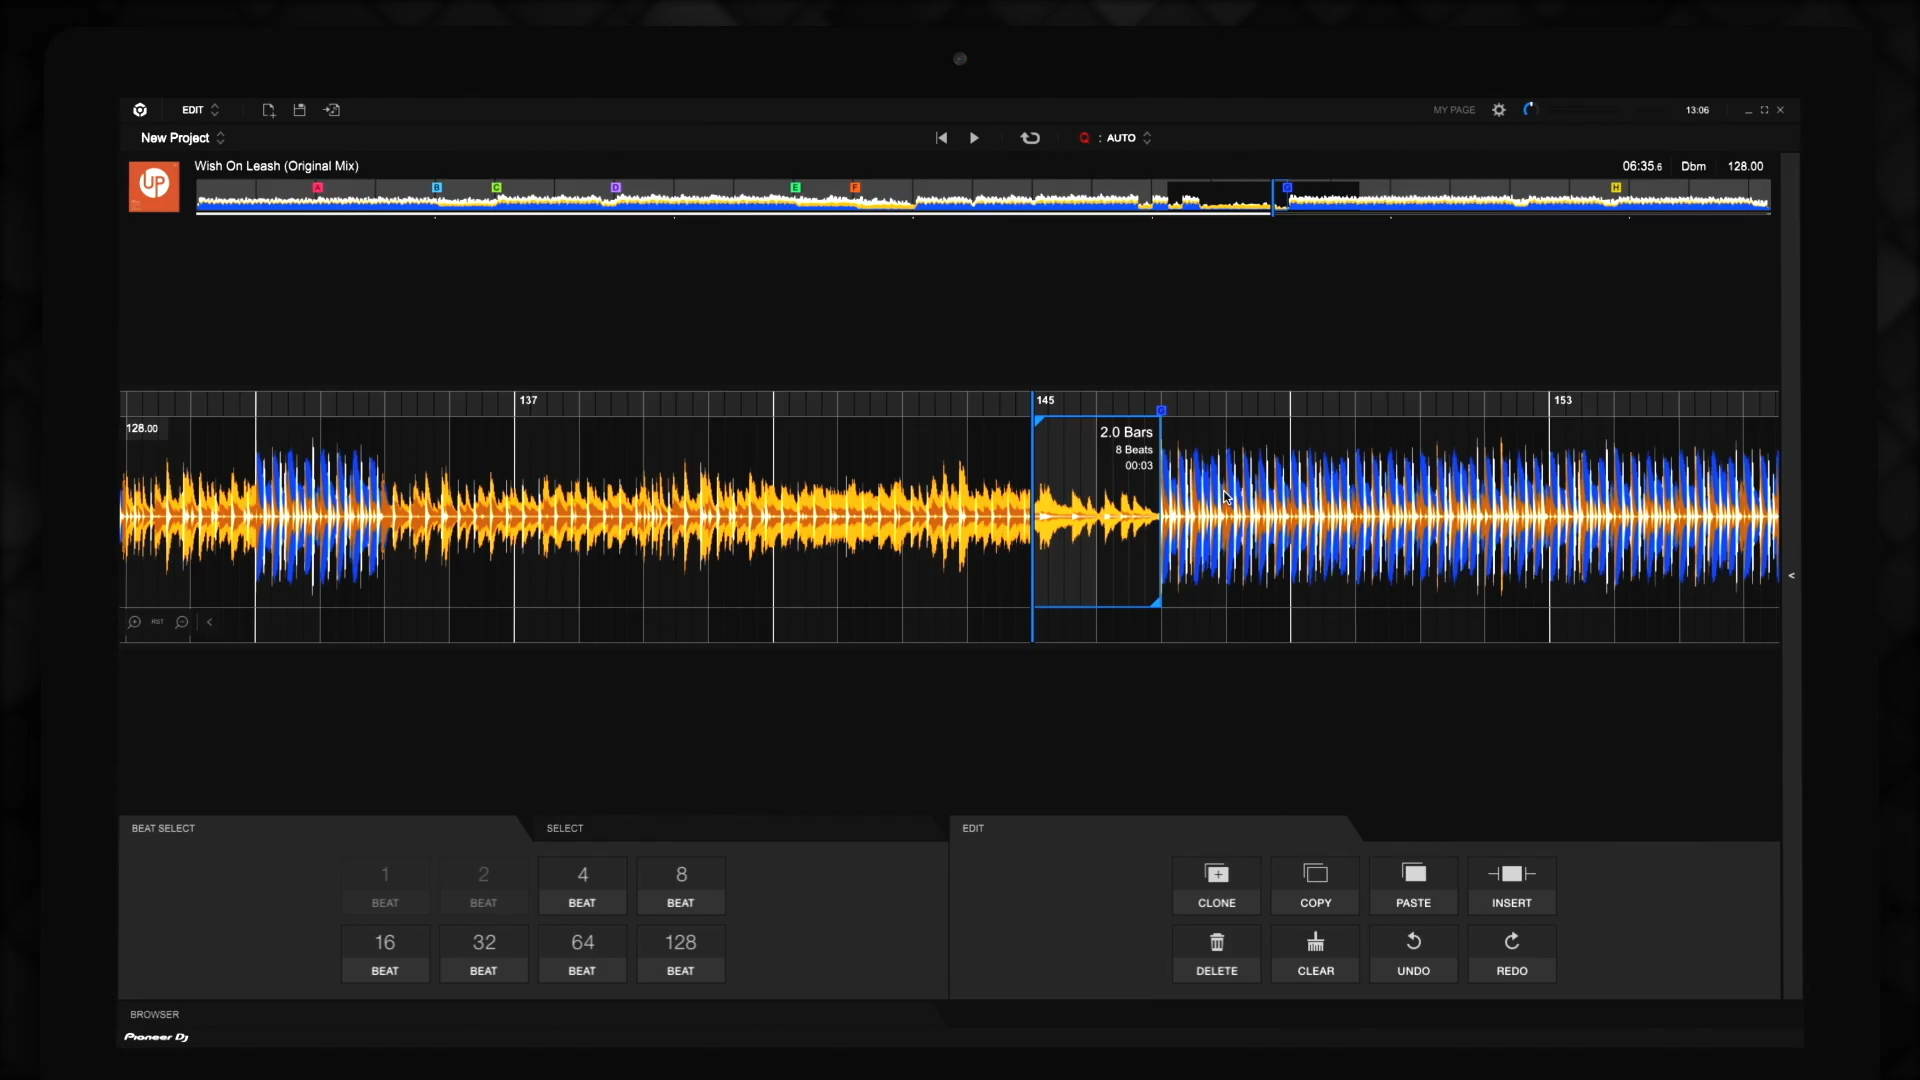 EDIT
MY PAGE
13:06
New Project
Q : AUTO
UP
Wish On Leash (Original Mix)
06:35.6 Dbm 128.00
A B C D E F G H
137 145 153
G
128.00
2.0 Bars
8 Beats
00:03
RST
BEAT SELECT
SELECT
EDIT
1 BEAT
2 BEAT
4 BEAT
8 BEAT
16 BEAT
32 BEAT
64 BEAT
128 BEAT
CLONE
COPY
PASTE
INSERT
DELETE
CLEAR
UNDO
REDO
BROWSER
Pioneer Dj